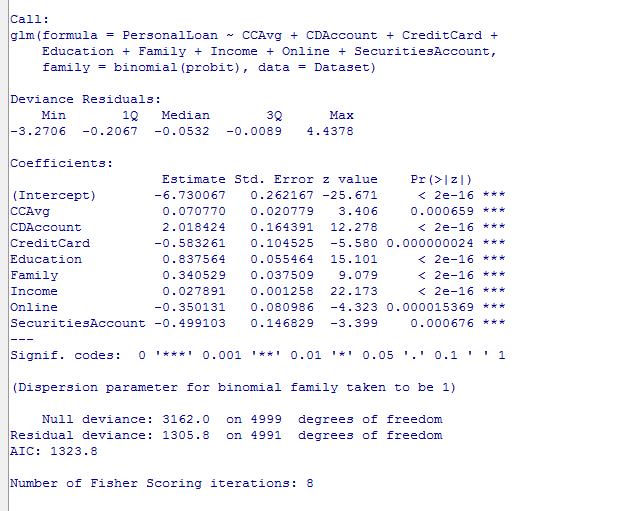 Call:
glm(formula = PersonalLoan ~ CCAvg + CDAccount + CreditCard +
    Education + Family + Income + Online + SecuritiesAccount,
    family = binomial(probit), data = Dataset)
Deviance Residuals:
    Min      1Q  Median      3Q     Max
-3.2706 -0.2067 -0.0532 -0.0089  4.4378
Coefficients:
                   Estimate Std. Error z value    Pr(>|z|)
(Intercept)       -6.730067   0.262167 -25.671     < 2e-16 ***
CCAvg              0.070770   0.020779   3.406    0.000659 ***
CDAccount          2.018424   0.164391  12.278     < 2e-16 ***
CreditCard        -0.583261   0.104525  -5.580 0.000000024 ***
Education          0.837564   0.055464  15.101     < 2e-16 ***
Family             0.340529   0.037509   9.079     < 2e-16 ***
Income             0.027891   0.001258  22.173     < 2e-16 ***
Online            -0.350131   0.080986  -4.323 0.000015369 ***
SecuritiesAccount -0.499103   0.146829  -3.399    0.000676 ***
---
Signif. codes:  0 '***' 0.001 '**' 0.01 '*' 0.05 '.' 0.1 ' ' 1
(Dispersion parameter for binomial family taken to be 1)
    Null deviance: 3162.0  on 4999  degrees of freedom
Residual deviance: 1305.8  on 4991  degrees of freedom
AIC: 1323.8
Number of Fisher Scoring iterations: 8